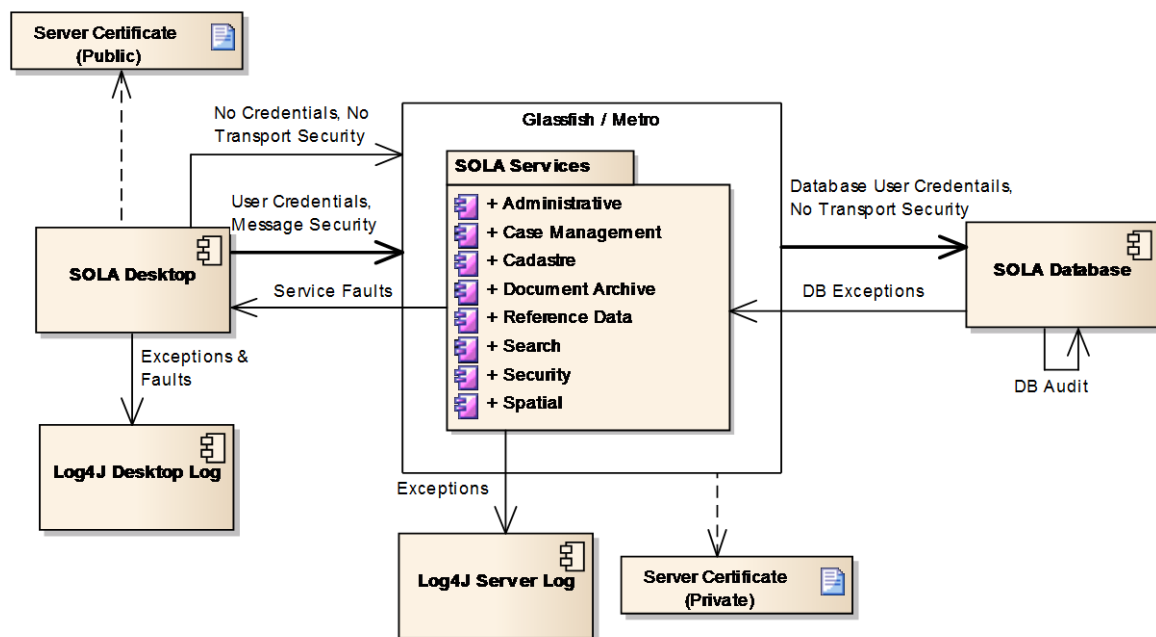 Server Certificate
(Public)
No Credentials, No
Transport Security
Glassfish / Metro
SOLA Services
+ Administrative
+ Case Management
+ Cadastre
+ Document Archive
+ Reference Data
+ Search
+ Security
+ Spatial
User Credentials,
Message Security
Database User Credentails,
No Transport Security
SOLA Desktop
SOLA Database
Service Faults
DB Exceptions
Exceptions &
Faults
DB Audit
Log4J Desktop Log
Exceptions
Log4J Server Log
Server Certificate
(Private)